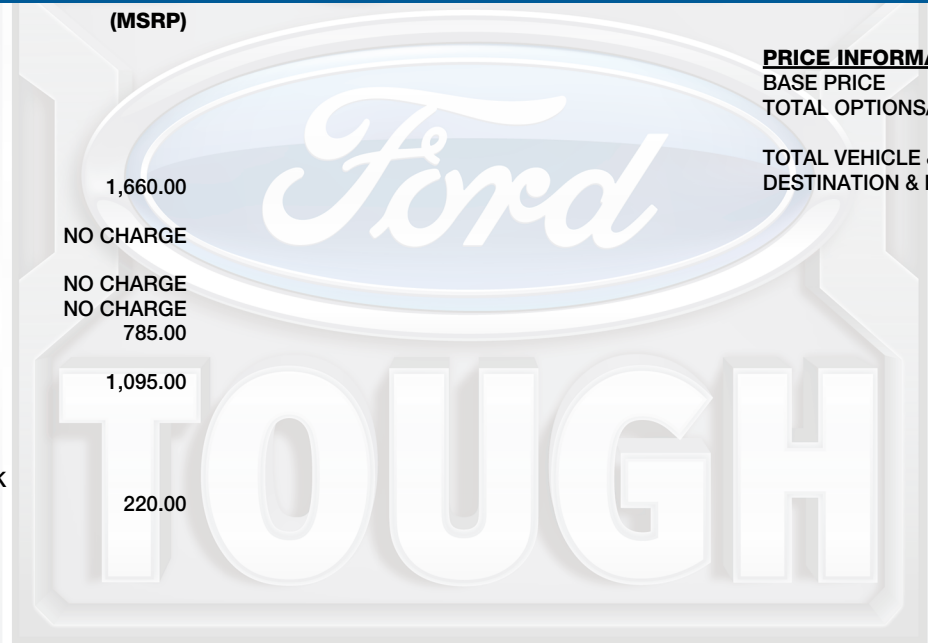 (MSRP)
1,660.00
NO CHARGE
NO CHARGE
NO CHARGE
785.00
1,095.00
K
220.00
PRICE INFORMA
BASE PRICE
TOTAL OPTIONS/
TOTAL VEHICLE &
DESTINATION &
Ford
TOUGH